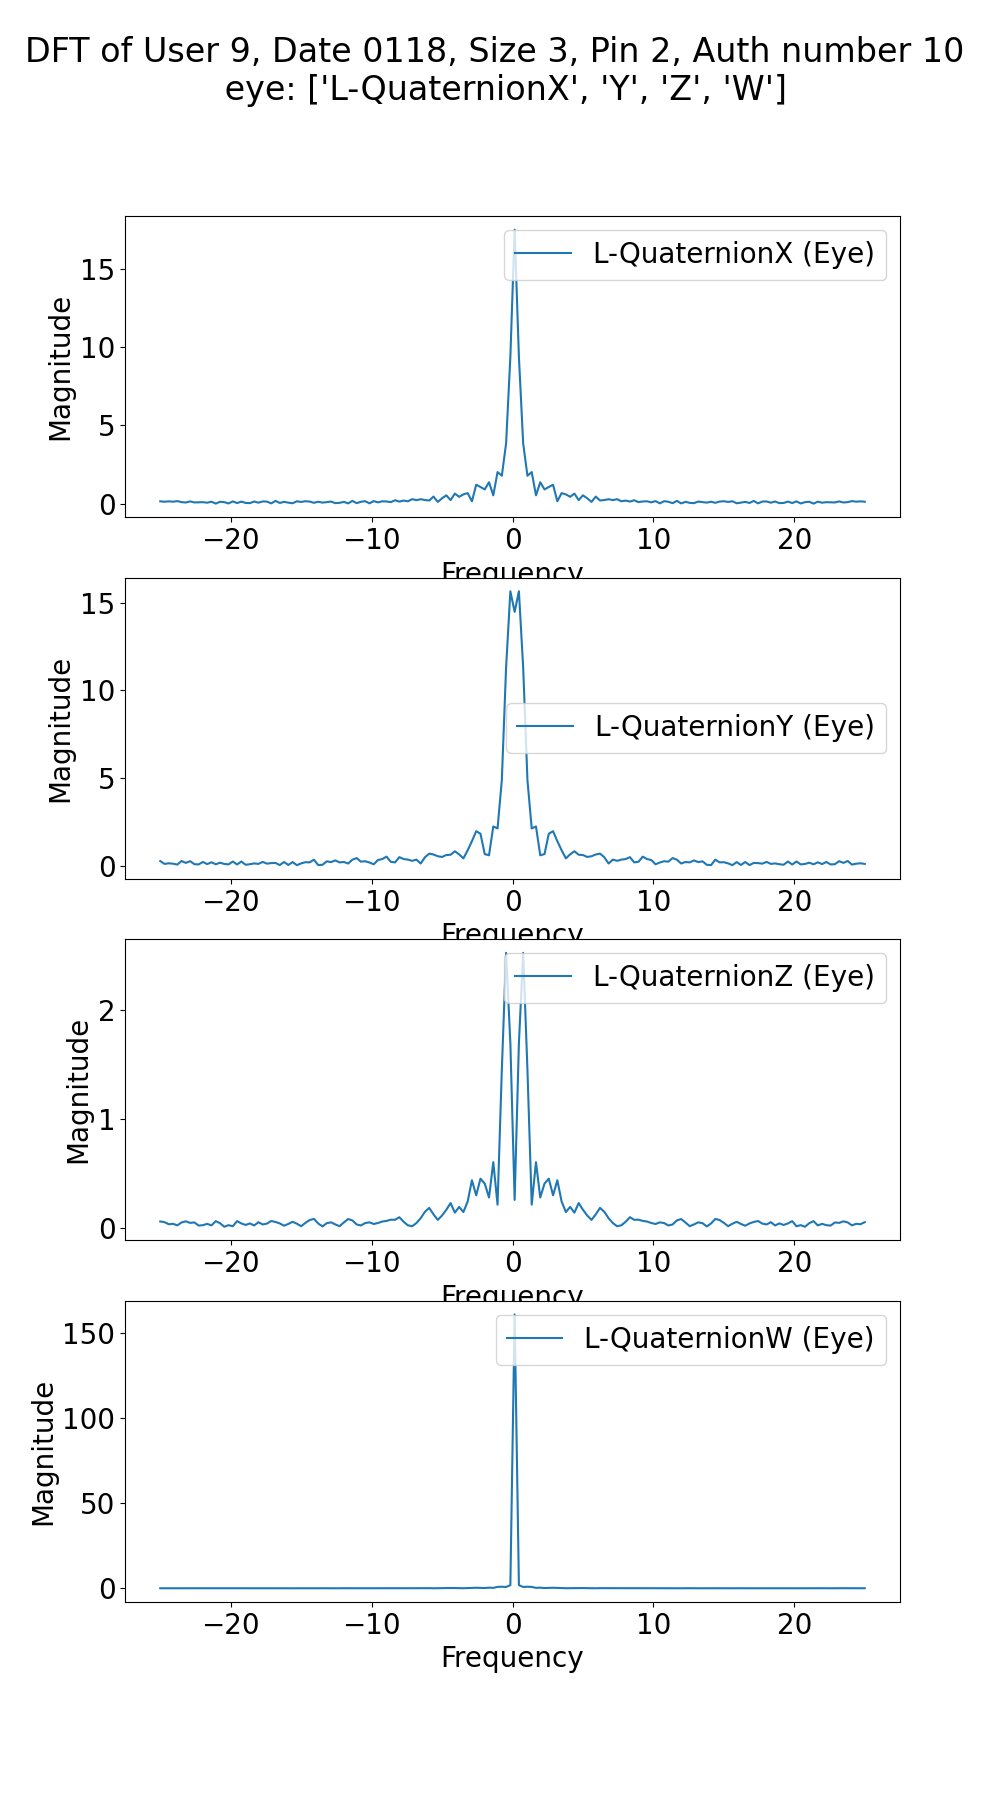 DFT of User 9, Date 0118, Size 3, Pin 2, Auth number 10
eye: ['L-QuaternionX', 'Y', 'Z', 'W']
L-QuaternionX (Eye)
Magnitude
15
10
5
0
−20 −10 0 10 20
Frequency
L-QuaternionY (Eye)
Magnitude
15
10
5
0
−20 −10 0 10 20
Frequency
L-QuaternionZ (Eye)
Magnitude
2
1
0
−20 −10 0 10 20
Frequency
L-QuaternionW (Eye)
Magnitude
150
100
50
0
−20 −10 0 10 20
Frequency